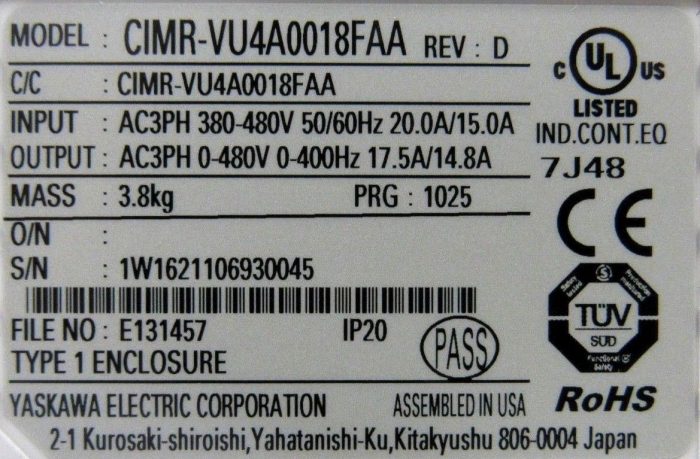 MODEL : CIMR-VU4A0018FAA REV : D
C/C : CIMR-VU4A0018FAA
INPUT : AC3PH 380-480V 50/60Hz 20.0A/15.0A
OUTPUT : AC3PH 0-480V 0-400Hz 17.5A/14.8A
MASS : 3.8kg PRG : 1025
O/N :
S/N : 1W1621106930045
FILE NO : E131457 IP20
TYPE 1 ENCLOSURE
PASS
YASKAWA ELECTRIC CORPORATION ASSEMBLED IN USA
2-1 Kurosaki-shiroishi,Yahatanishi-Ku,Kitakyushu 806-0004 Japan
C UL US
LISTED
IND.CONT.EQ
7J48
CE
TÜV
SÜD
Functional
Safety
RoHS